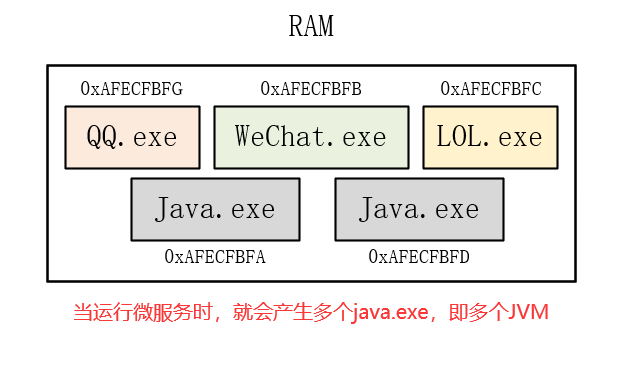 RAM
0xAFECFBFG 0xAFECFBFB 0xAFECFBFC
QQ.exe WeChat.exe LOL.exe
Java.exe Java.exe
0xAFECFBFA 0xAFECFBFD
当运行微服务时，就会产生多个java.exe，即多个JVM